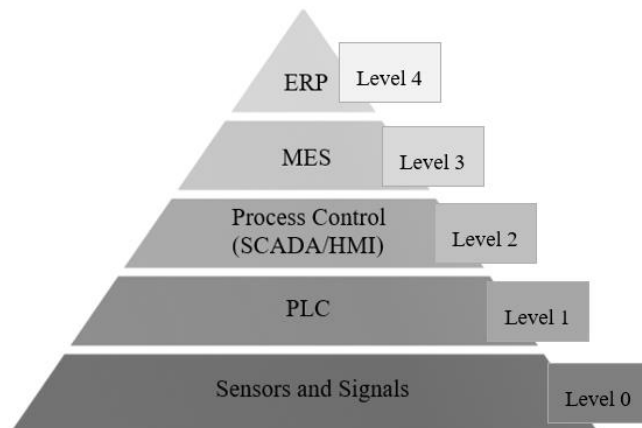 ERP
Level 4
MES
Level 3
Process Control
(SCADA/HMI)
Level 2
PLC
Level 1
Sensors and Signals
Level 0